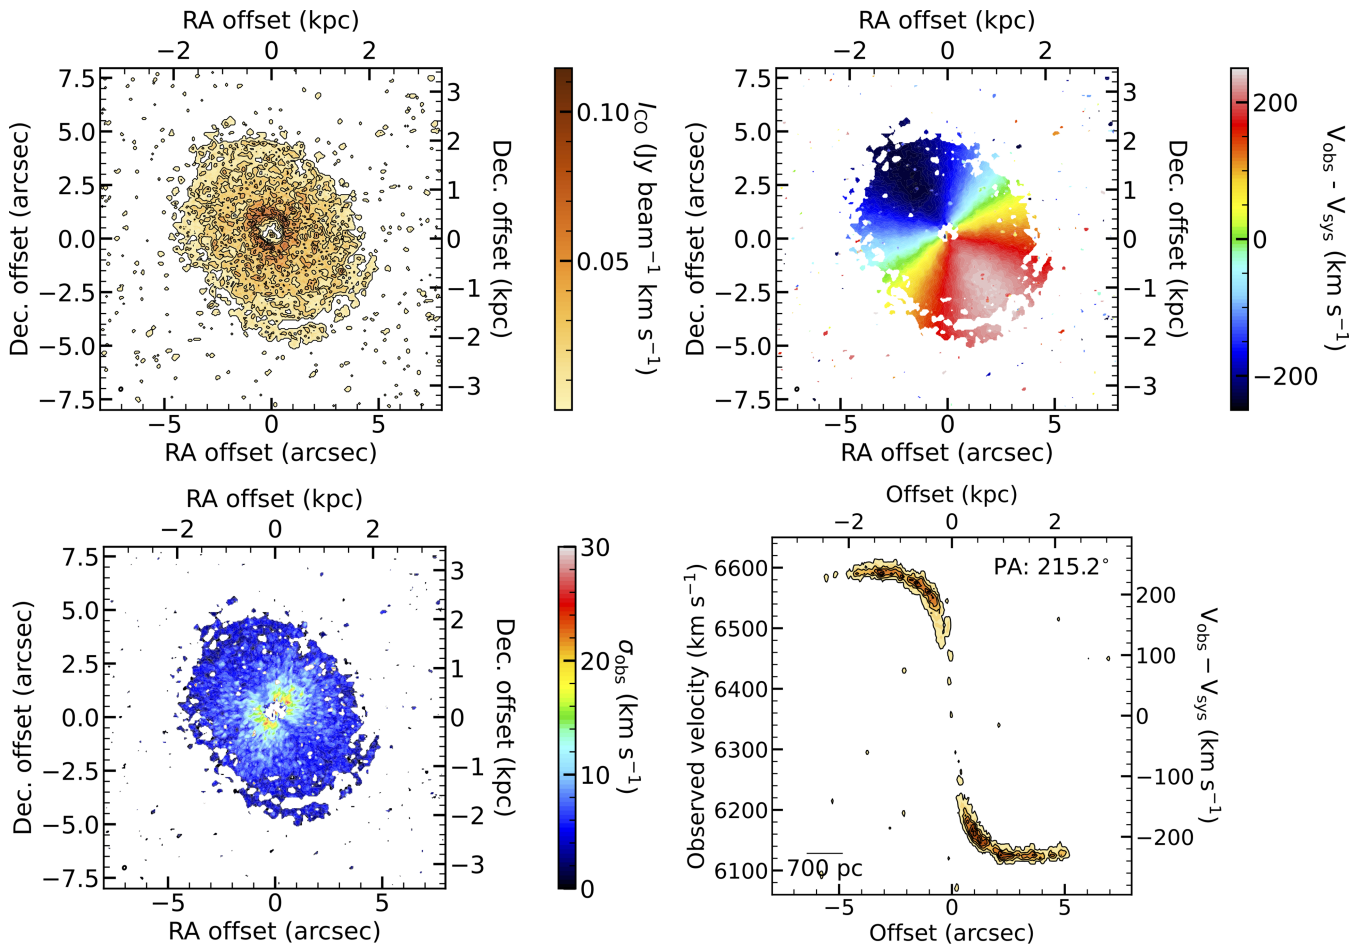 RA offset (kpc)
−2 0 2
7.5
5.0
2.5
0.0
−2.5
−5.0
−7.5
Dec. offset (arcsec)
3
2
1
0
−1
−2
−3
Dec. offset (kpc)
−5 0 5
RA offset (arcsec)
0.10
0.05
I_CO (Jy beam⁻¹ km s⁻¹)
RA offset (kpc)
−2 0 2
7.5
5.0
2.5
0.0
−2.5
−5.0
−7.5
Dec. offset (arcsec)
3
2
1
0
−1
−2
−3
Dec. offset (kpc)
−5 0 5
RA offset (arcsec)
200
0
−200
V_obs - V_sys (km s⁻¹)
RA offset (kpc)
−2 0 2
7.5
5.0
2.5
0.0
−2.5
−5.0
−7.5
Dec. offset (arcsec)
3
2
1
0
−1
−2
−3
Dec. offset (kpc)
−5 0 5
RA offset (arcsec)
30
20
10
0
σ_obs (km s⁻¹)
Offset (kpc)
−2 0 2
PA: 215.2°
6600
6500
6400
6300
6200
6100
Observed velocity (km s⁻¹)
200
100
0
−100
−200
V_obs − V_sys (km s⁻¹)
700 pc
−5 0 5
Offset (arcsec)